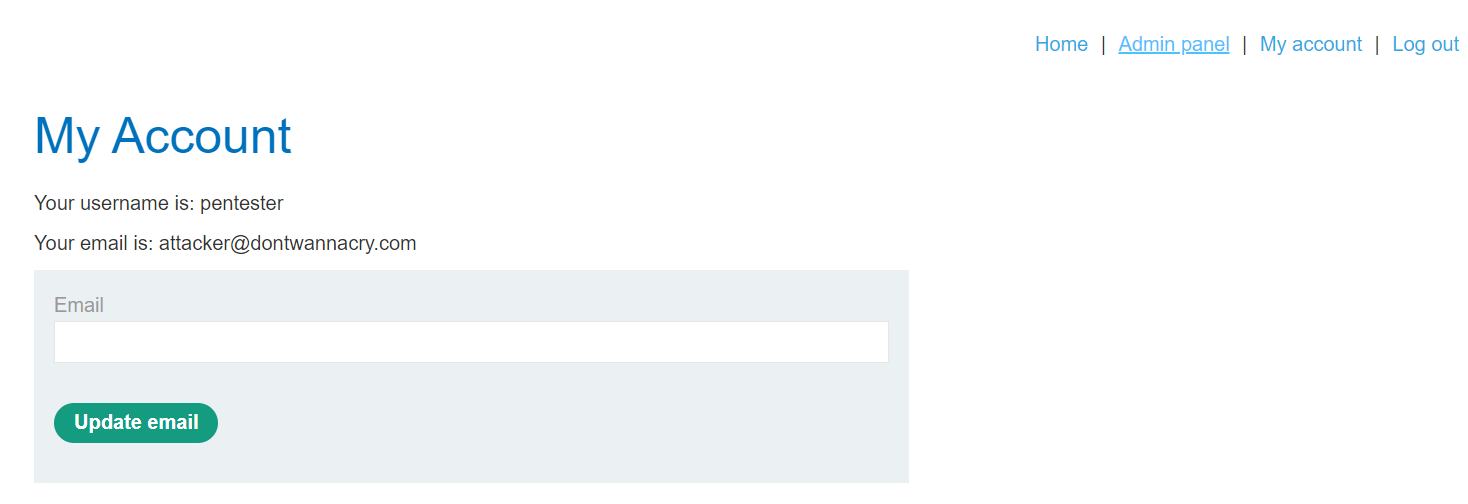 Home | Admin panel | My account | Log out
My Account
Your username is: pentester
Your email is: attacker@dontwannacry.com
Email
Update email